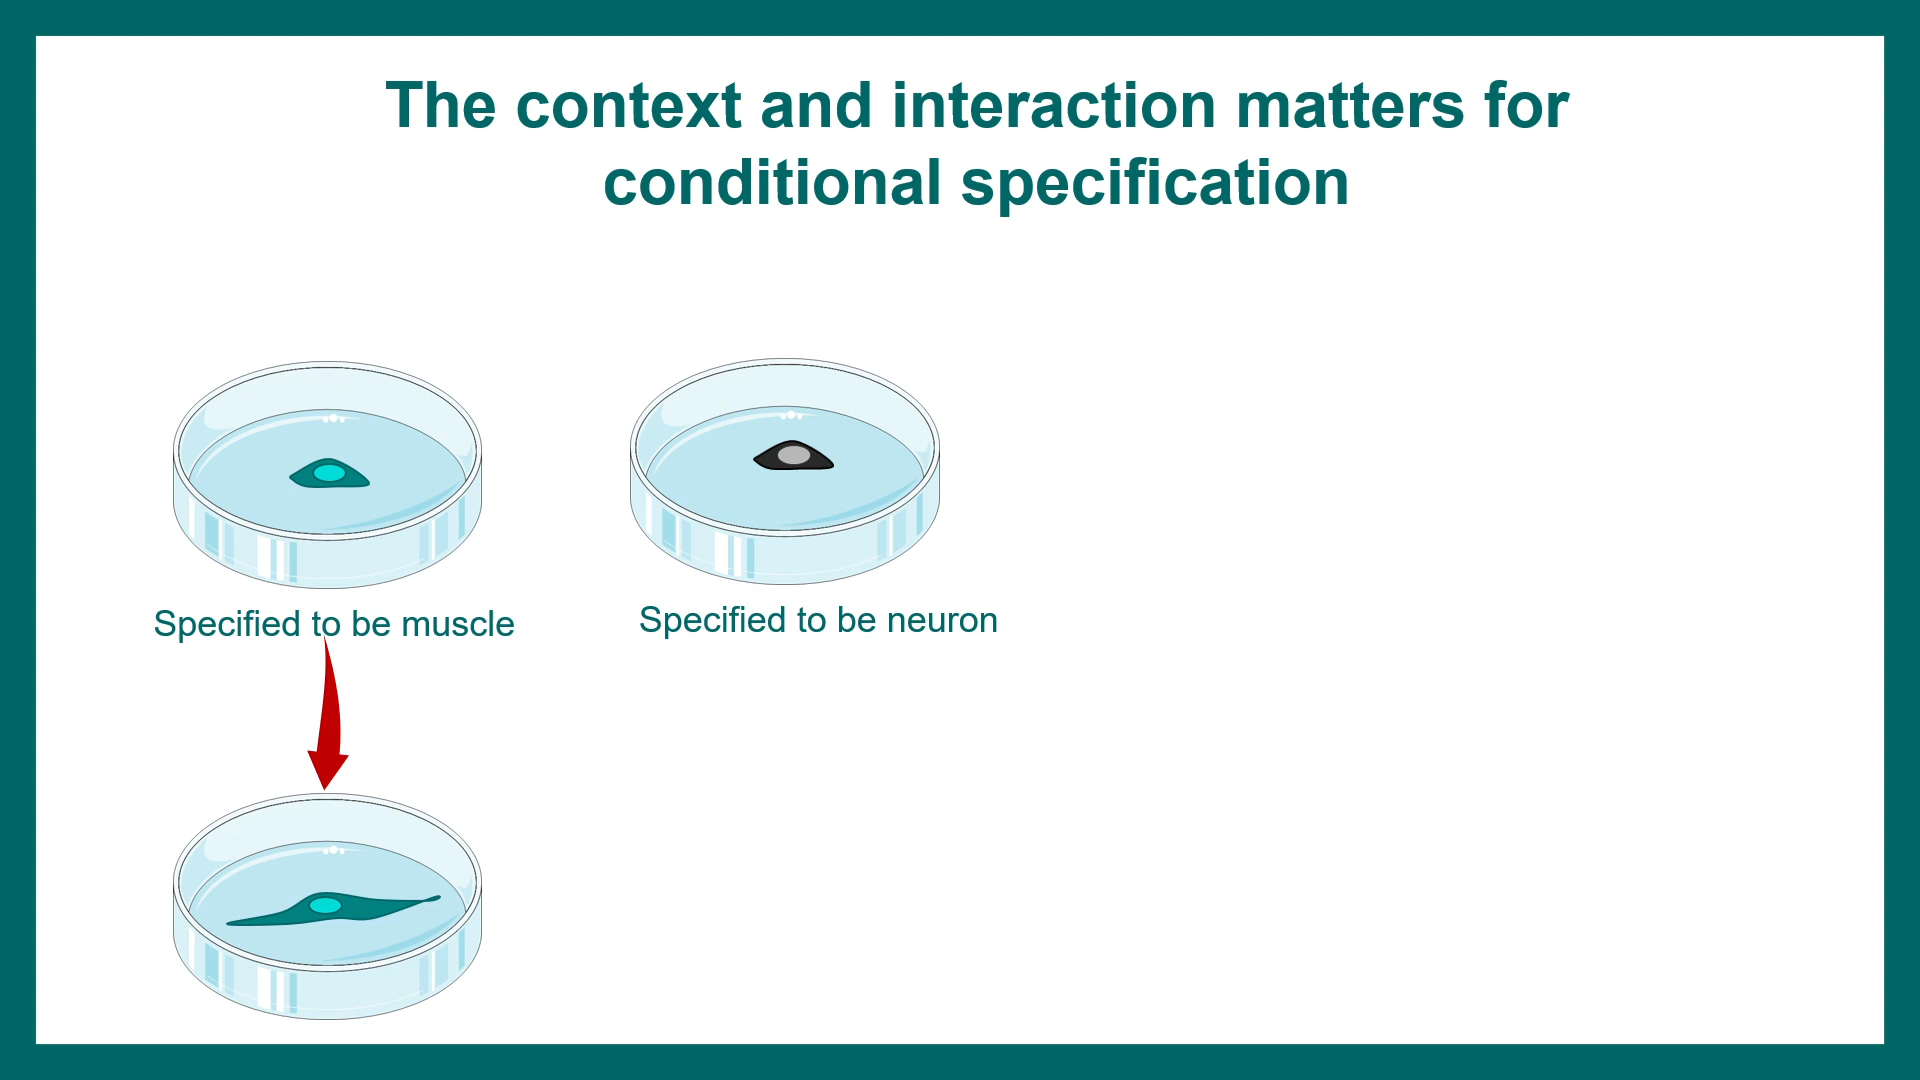 The context and interaction matters for
conditional specification
Specified to be muscle
Specified to be neuron